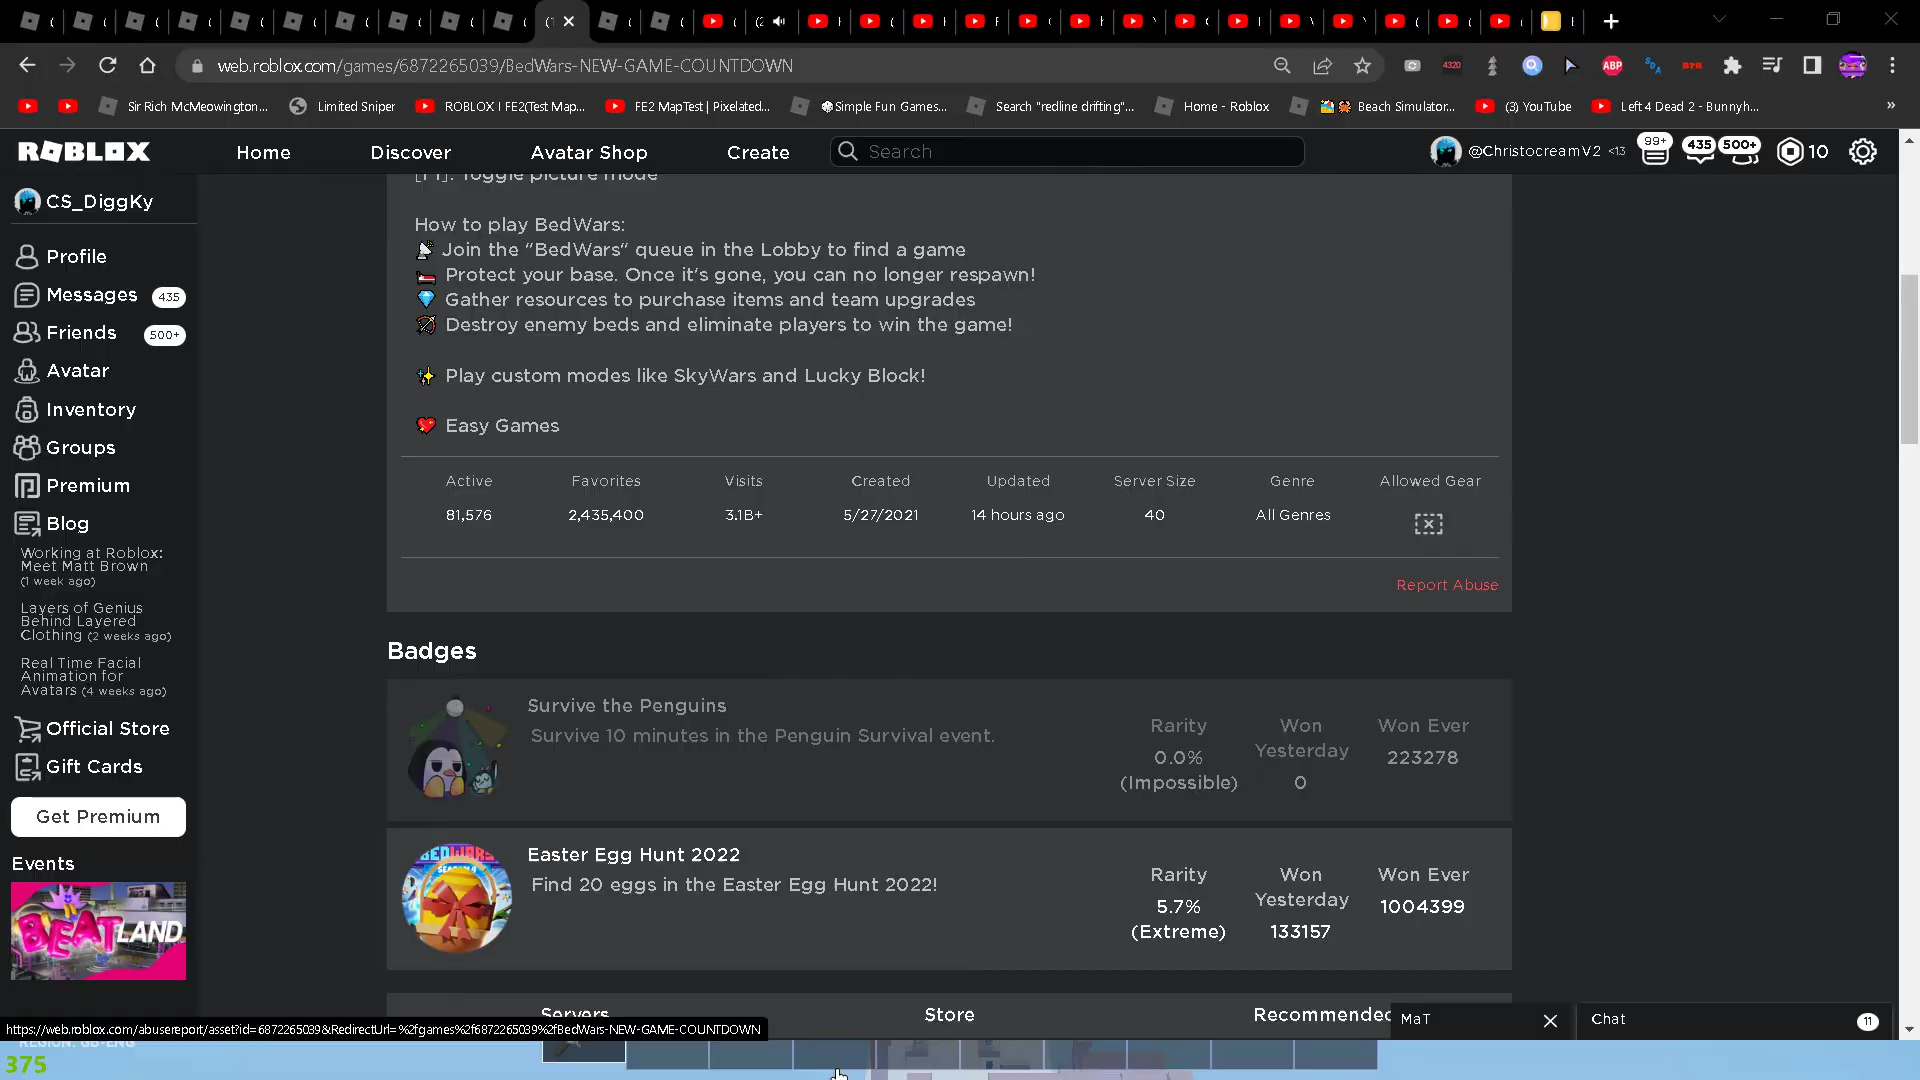 web.roblox.com/games/6872265039/BedWars-NEW-GAME-COUNTDOWN
4320
ABP
Sir Rich McMeowington...
Limited Sniper
ROBLOX I FE2(Test Map...
FE2 MapTest | Pixelated...
Simple Fun Games...
Search "redline drifting"...
Home - Roblox
Beach Simulator...
(3) YouTube
Left 4 Dead 2 - Bunnyh...
»
ROBLOX
Home
Discover
Avatar Shop
Create
Search
@ChristocreamV2 <13
99+
435
500+
10
CS_DiggKy
Profile
Messages 435
Friends 500+
Avatar
Inventory
Groups
Premium
Blog
Working at Roblox:
Meet Matt Brown
(1 week ago)
Layers of Genius
Behind Layered
Clothing (2 weeks ago)
Real Time Facial
Animation for
Avatars (4 weeks ago)
Official Store
Gift Cards
Get Premium
Events
BEATLAND
Toggle picture mode
How to play BedWars:
Join the "BedWars" queue in the Lobby to find a game
Protect your base. Once it's gone, you can no longer respawn!
Gather resources to purchase items and team upgrades
Destroy enemy beds and eliminate players to win the game!
Play custom modes like SkyWars and Lucky Block!
Easy Games
Active Favorites Visits Created Updated Server Size Genre Allowed Gear
81,576 2,435,400 3.1B+ 5/27/2021 14 hours ago 40 All Genres
Report Abuse
Badges
Survive the Penguins
Survive 10 minutes in the Penguin Survival event.
Rarity
0.0%
(Impossible)
Won
Yesterday
0
Won Ever
223278
BEDWARS
Easter Egg Hunt 2022
Find 20 eggs in the Easter Egg Hunt 2022!
Rarity
5.7%
(Extreme)
Won
Yesterday
133157
Won Ever
1004399
Servers
Store
Recommended
MaT
Chat
11
https://web.roblox.com/abusereport/asset?id=6872265039&RedirectUrl=%2fgames%2f6872265039%2fBedWars-NEW-GAME-COUNTDOWN
REGION: GB-ENG
375